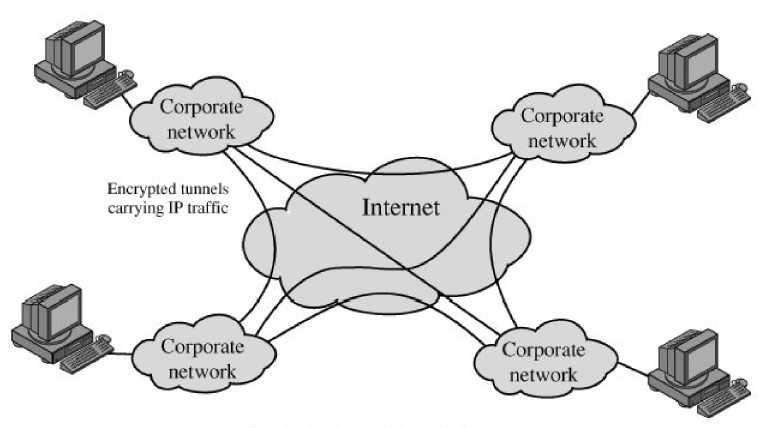 Corporate
network
Corporate
network
Encrypted tunnels
carrying IP traffic
Internet
Corporate
network
Corporate
network